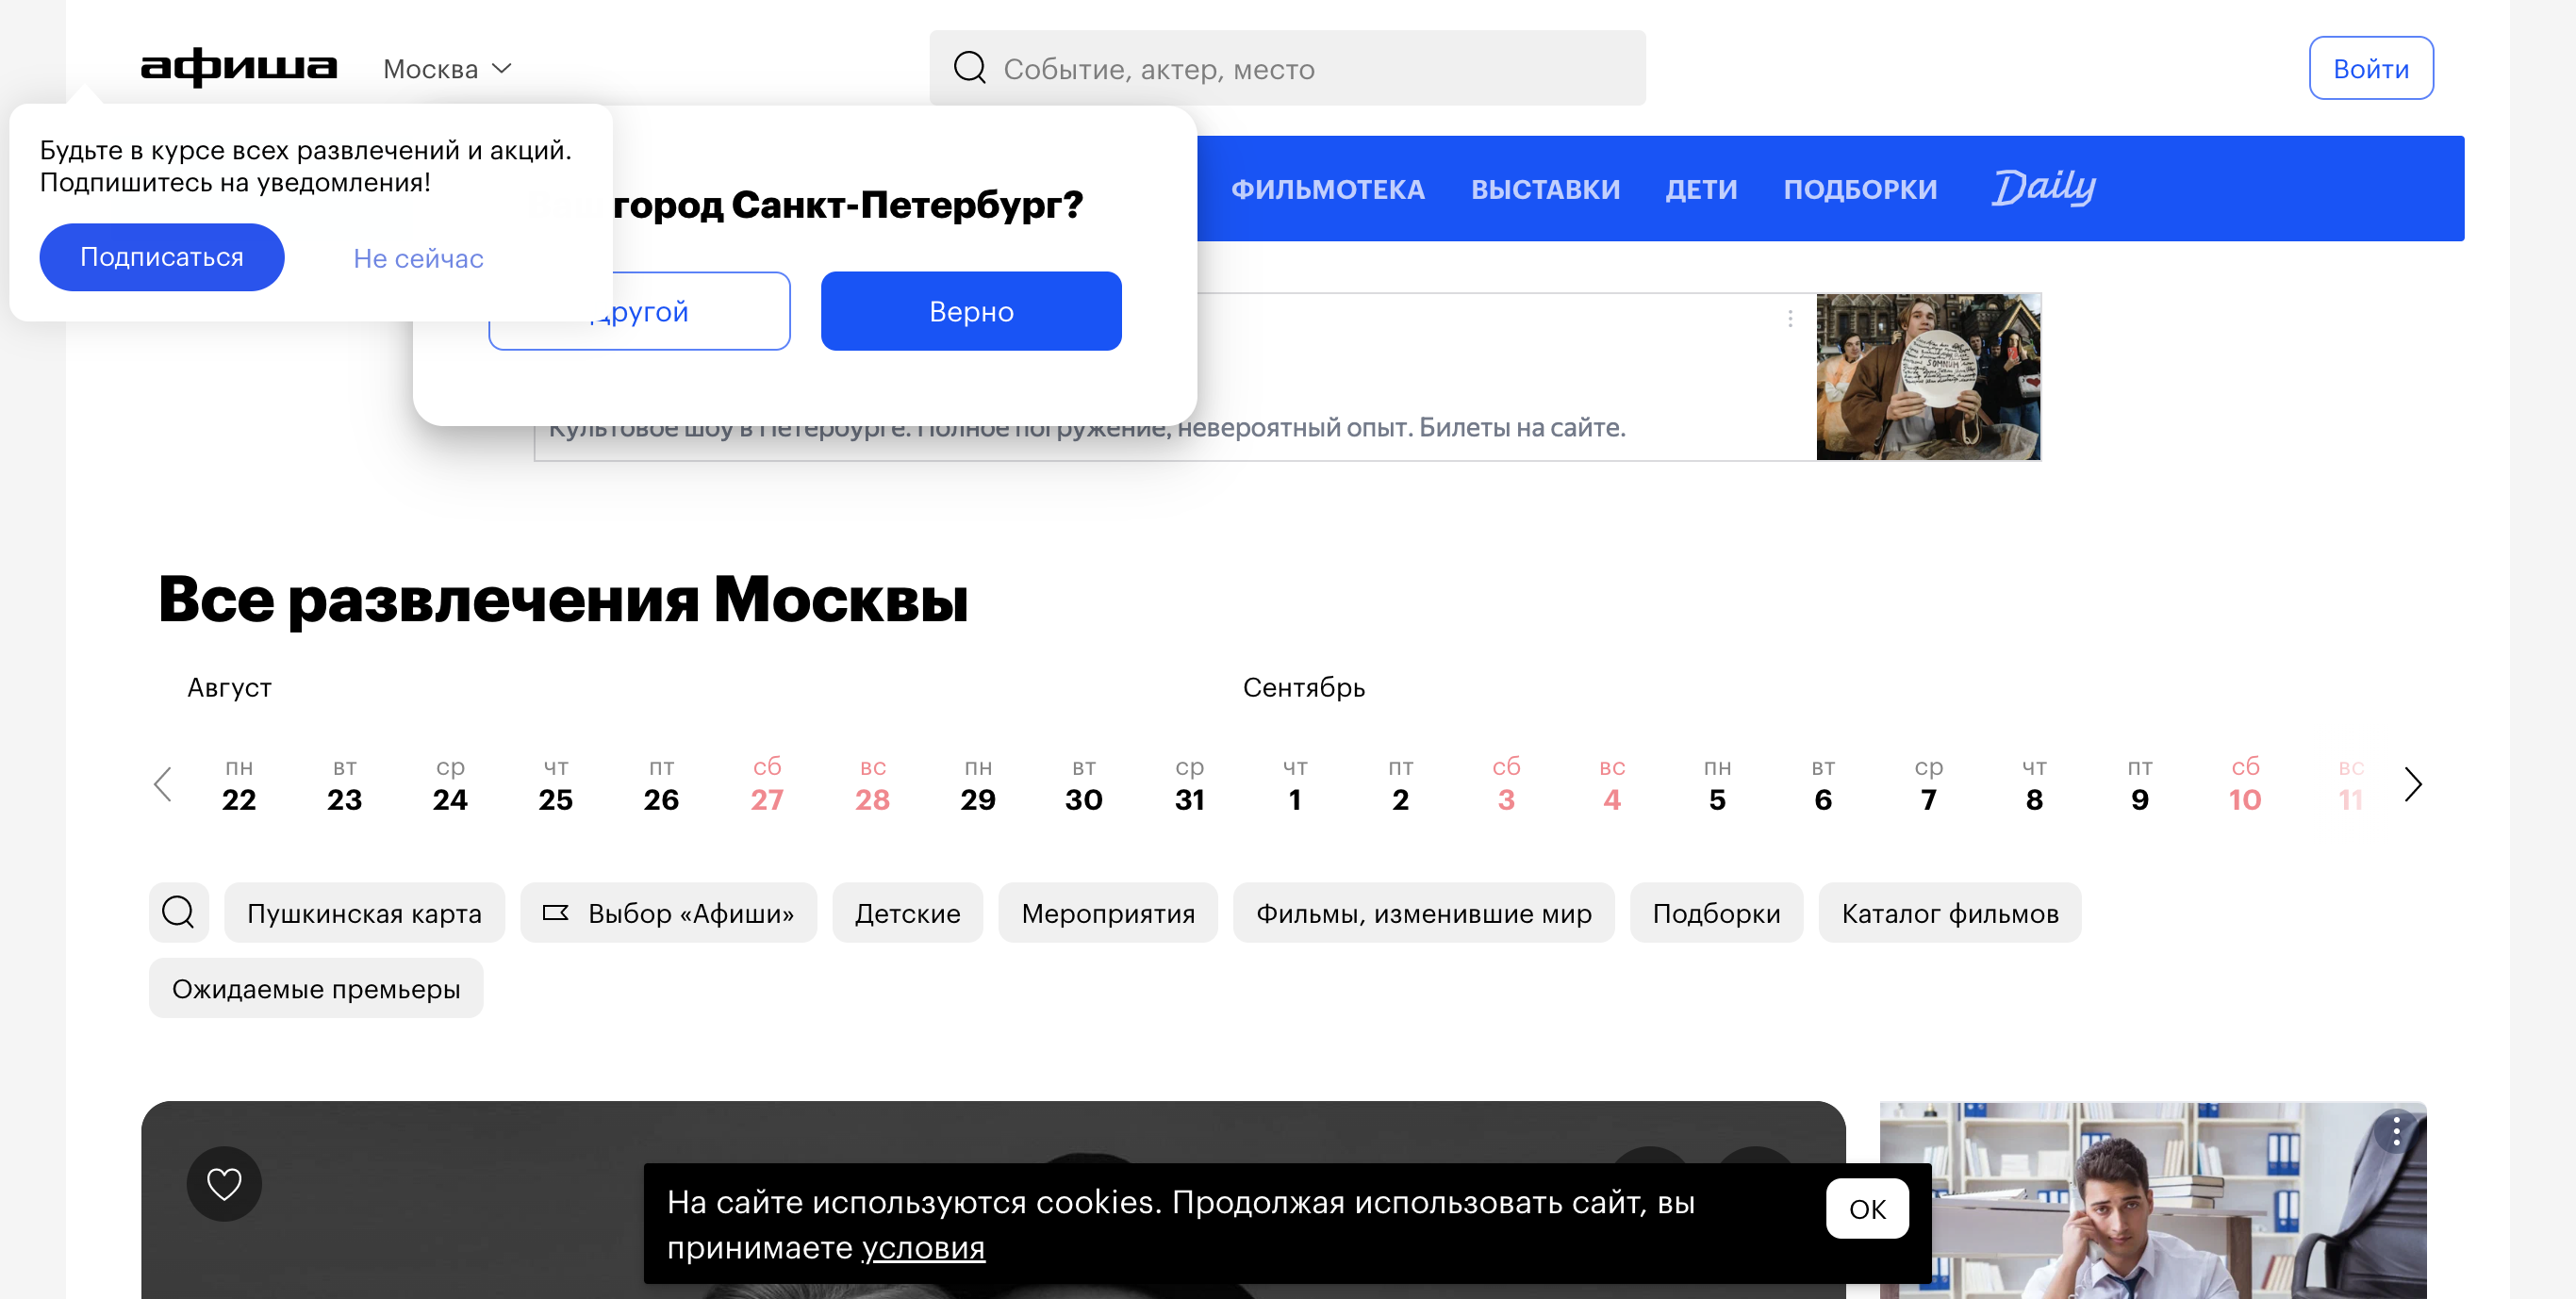 афиша
Москва
Событие, актер, место
Войти
Будьте в курсе всех развлечений и акций.
Подпишитесь на уведомления!
Подписаться
Не сейчас
город Санкт-Петербург?
Другой
Верно
ФИЛЬМОТЕКА ВЫСТАВКИ ДЕТИ ПОДБОРКИ Daily
Культовое шоу в Петербурге. Полное погружение, невероятный опыт. Билеты на сайте.
SOMNUM
Все развлечения Москвы
Август Сентябрь
пн вт ср чт пт сб вс пн вт ср чт пт сб вс пн вт ср чт пт сб вс
22 23 24 25 26 27 28 29 30 31 1 2 3 4 5 6 7 8 9 10 11
Пушкинская карта
Выбор «Афиши»
Детские
Мероприятия
Фильмы, изменившие мир
Подборки
Каталог фильмов
Ожидаемые премьеры
На сайте используются cookies. Продолжая использовать сайт, вы
принимаете условия
OK